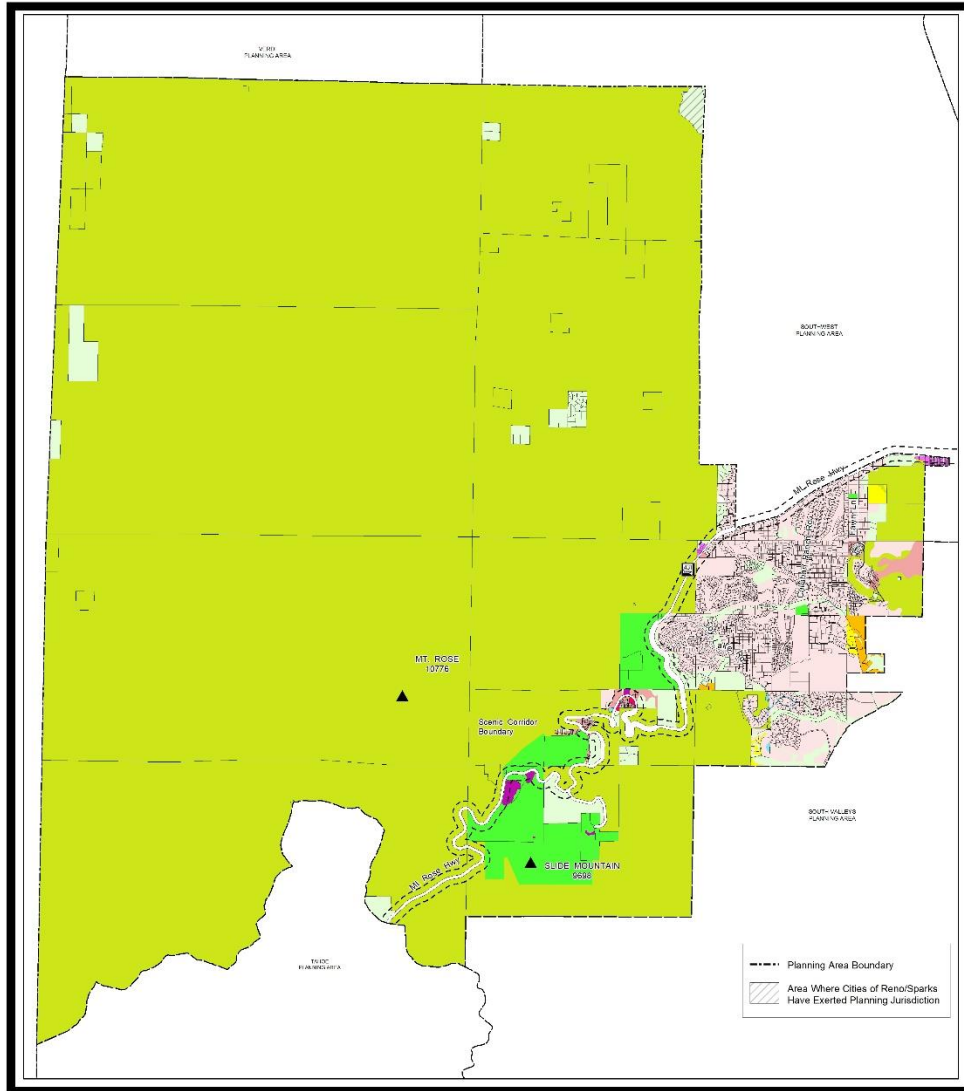 PLANNING AREA
SOUTHWEST
PLANNING AREA
Mt. Rose Hwy
MT. ROSE
10776
Scenic Corridor
Boundary
SOUTH VALLEYS
PLANNING AREA
SLIDE MOUNTAIN
9698
Mt. Rose Hwy
TAHOE
PLANNING AREA
Planning Area Boundary
Area Where Cities of Reno/Sparks
Have Exerted Planning Jurisdiction